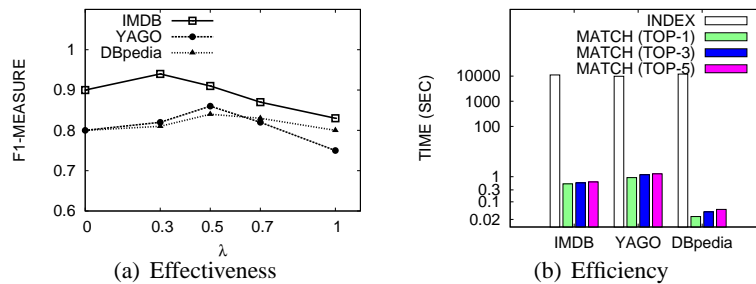 IMDB
YAGO
DBpedia
1
0.9
0.8
0.7
0.6
F1-MEASURE
0 0.3 0.5 0.7 1
λ
(a) Effectiveness
INDEX
MATCH (TOP-1)
MATCH (TOP-3)
MATCH (TOP-5)
10000
1000
100
1
0.3
0.1
0.02
TIME (SEC)
IMDB YAGO DBpedia
(b) Efficiency